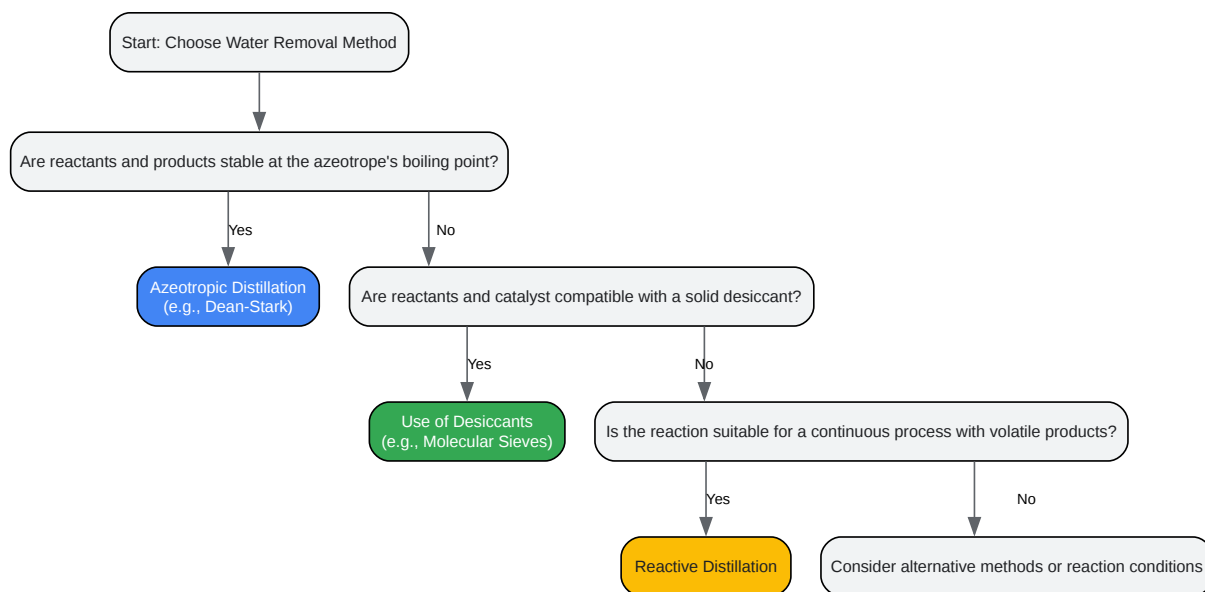 Start: Choose Water Removal Method
Are reactants and products stable at the azeotrope's boiling point?
Yes
No
Azeotropic Distillation
(e.g., Dean-Stark)
Are reactants and catalyst compatible with a solid desiccant?
Yes
No
Use of Desiccants
(e.g., Molecular Sieves)
Is the reaction suitable for a continuous process with volatile products?
Yes
No
Reactive Distillation
Consider alternative methods or reaction conditions